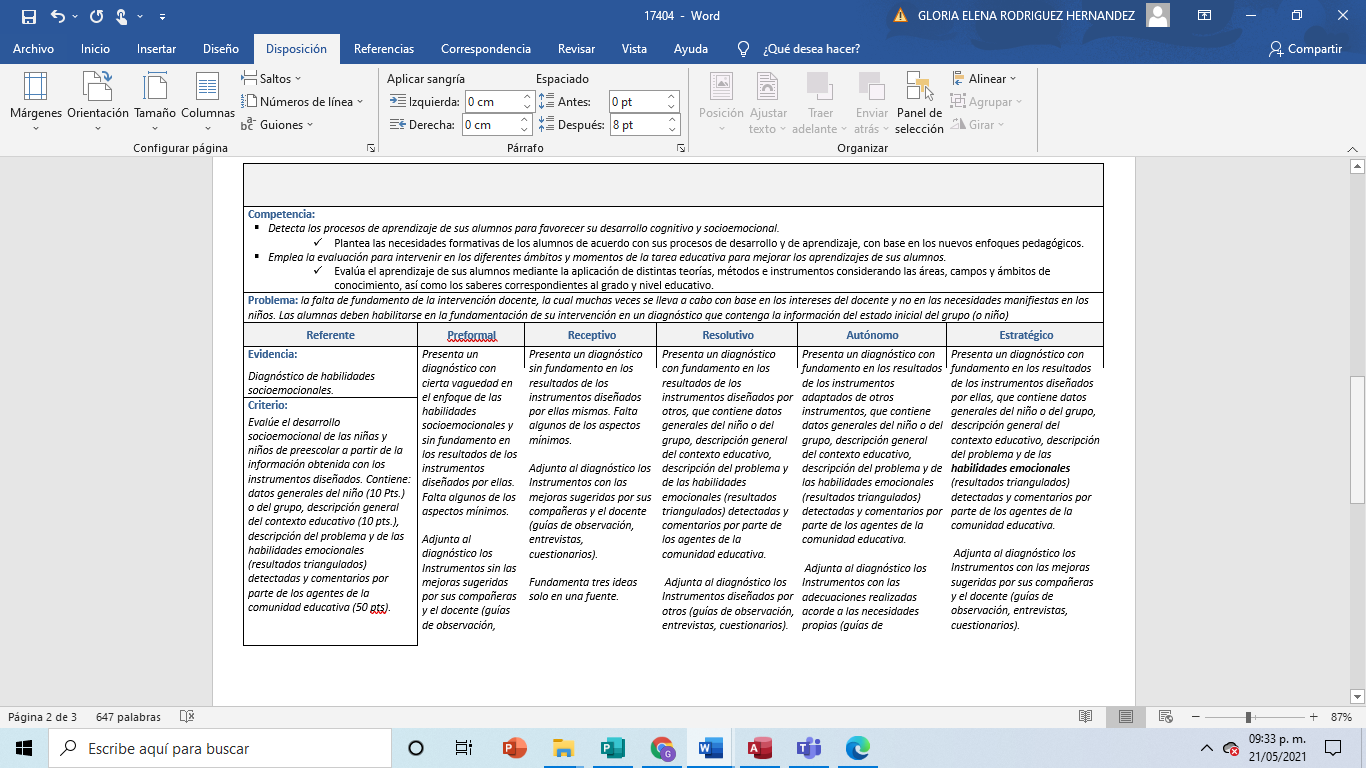 17404 - Word
GLORIA ELENA RODRIGUEZ HERNANDEZ
Archivo Inicio Insertar Diseño Disposición Referencias Correspondencia Revisar Vista Ayuda ¿Qué desea hacer? Compartir
Márgenes
Orientación
Tamaño
Columnas
Saltos
Números de línea
Guiones
Configurar página
Aplicar sangría
Izquierda: 0 cm
Derecha: 0 cm
Espaciado
Antes: 0 pt
Después: 8 pt
Párrafo
Posición
Ajustar
texto
Traer
adelante
Enviar
atrás
Panel de
selección
Alinear
Agrupar
Girar
Organizar
Competencia:
Detecta los procesos de aprendizaje de sus alumnos para favorecer su desarrollo cognitivo y socioemocional.
Plantea las necesidades formativas de los alumnos de acuerdo con sus procesos de desarrollo y de aprendizaje, con base en los nuevos enfoques pedagógicos.
Emplea la evaluación para intervenir en los diferentes ámbitos y momentos de la tarea educativa para mejorar los aprendizajes de sus alumnos.
Evalúa el aprendizaje de sus alumnos mediante la aplicación de distintas teorías, métodos e instrumentos considerando las áreas, campos y ámbitos de
conocimiento, así como los saberes correspondientes al grado y nivel educativo.
Problema: la falta de fundamento de la intervención docente, la cual muchas veces se lleva a cabo con base en los intereses del docente y no en las necesidades manifiestas en los
niños. Las alumnas deben habilitarse en la fundamentación de su intervención en un diagnóstico que contenga la información del estado inicial del grupo (o niño)
Referente Preformal Receptivo Resolutivo Autónomo Estratégico
Evidencia:
Diagnóstico de habilidades
socioemocionales.
Criterio:
Evalúe el desarrollo
socioemocional de las niñas y
niños de preescolar a partir de la
información obtenida con los
instrumentos diseñados. Contiene:
datos generales del niño (10 Pts.)
o del grupo, descripción general
del contexto educativo (10 pts.),
descripción del problema y de las
habilidades emocionales
(resultados triangulados)
detectadas y comentarios por
parte de los agentes de la
comunidad educativa (50 pts).
Presenta un
diagnóstico con
cierta vaguedad en
el enfoque de las
habilidades
socioemocionales y
sin fundamento en
los resultados de los
instrumentos
diseñados por ellas.
Falta algunos de los
aspectos mínimos.
Adjunta al
diagnóstico los
Instrumentos sin las
mejoras sugeridas
por sus compañeras
y el docente (guías
de observación,
Presenta un diagnóstico
sin fundamento en los
resultados de los
instrumentos diseñados
por ellas mismas. Falta
algunos de los aspectos
mínimos.
Adjunta al diagnóstico los
Instrumentos con las
mejoras sugeridas por sus
compañeras y el docente
(guías de observación,
entrevistas,
cuestionarios).
Fundamenta tres ideas
solo en una fuente.
Presenta un diagnóstico
con fundamento en los
resultados de los
instrumentos diseñados por
otros, que contiene datos
generales del niño o del
grupo, descripción general
del contexto educativo,
descripción del problema y
de las habilidades
emocionales (resultados
triangulados) detectadas y
comentarios por parte de
los agentes de la
comunidad educativa.
Adjunta al diagnóstico los
Instrumentos diseñados por
otros (guías de observación,
entrevistas, cuestionarios).
Presenta un diagnóstico con
fundamento en los resultados
de los instrumentos
adaptados de otros
instrumentos, que contiene
datos generales del niño o del
grupo, descripción general
del contexto educativo,
descripción del problema y de
las habilidades emocionales
(resultados triangulados)
detectadas y comentarios por
parte de los agentes de la
comunidad educativa.
Adjunta al diagnóstico los
Instrumentos con las
adecuaciones realizadas
acorde a las necesidades
propias (guías de
Presenta un diagnóstico con
fundamento en los resultados
de los instrumentos diseñados
por ellas, que contiene datos
generales del niño o del grupo,
descripción general del
contexto educativo, descripción
del problema y de las
habilidades emocionales
(resultados triangulados)
detectadas y comentarios por
parte de los agentes de la
comunidad educativa.
Adjunta al diagnóstico los
Instrumentos con las mejoras
sugeridas por sus compañeras
y el docente (guías de
observación, entrevistas,
cuestionarios).
Página 2 de 3 647 palabras 87%
Escribe aquí para buscar
09:33 p. m.
21/05/2021